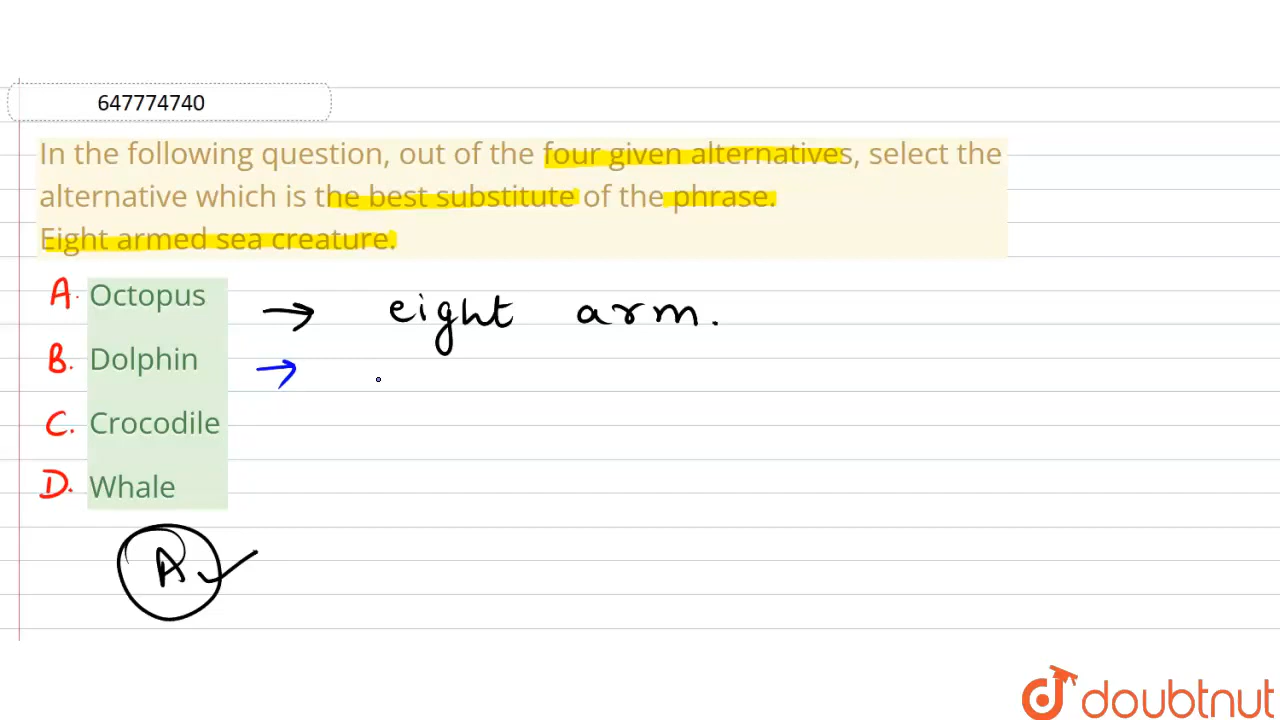 647774740
In the following question, out of the four given alternatives, select the
alternative which is the best substitute of the phrase.
Eight armed sea creature.
A. Octopus → eight arm.
B. Dolphin →
C. Crocodile
D. Whale
A
doubtnut